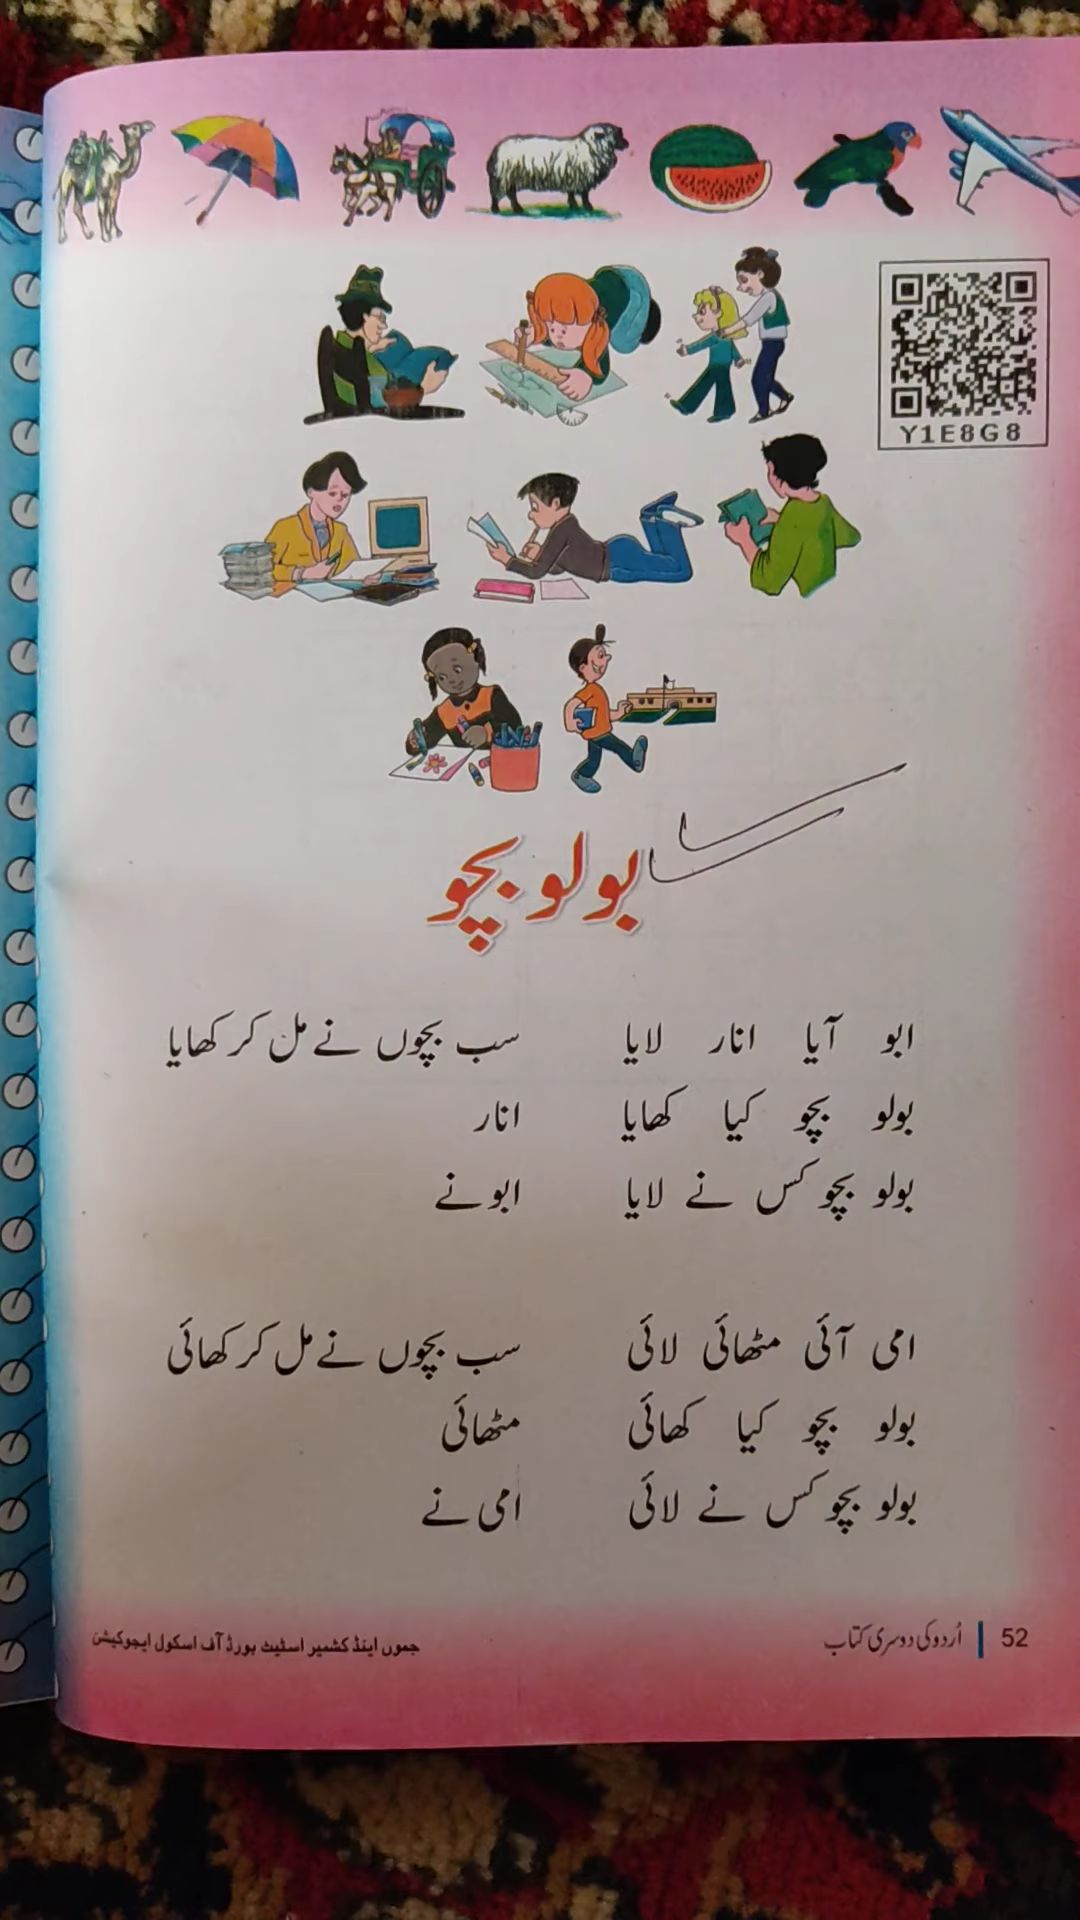 Y1E8G8
بولو بچو
ابو آیا انار لایا سب بچوں نے مل کر کھایا
بولو بچو کیا کھایا انار
بولو بچو کس نے لایا ابو نے
امی آئی مٹھائی لائی سب بچوں نے مل کر کھائی
بولو بچو کیا کھائی مٹھائی
بولو بچو کس نے لائی امی نے
52 اُردو کی دوسری کتاب جموں اینڈ کشمیر اسٹیٹ بورڈ آف اسکول ایجوکیشن